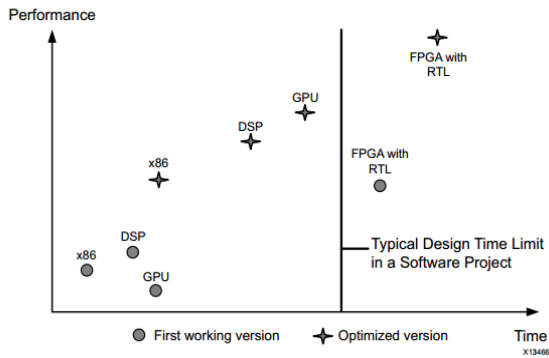 Performance
FPGA with
RTL
GPU
DSP
x86
FPGA with
RTL
DSP
x86
GPU
Typical Design Time Limit
in a Software Project
Time
First working version
Optimized version
X13466